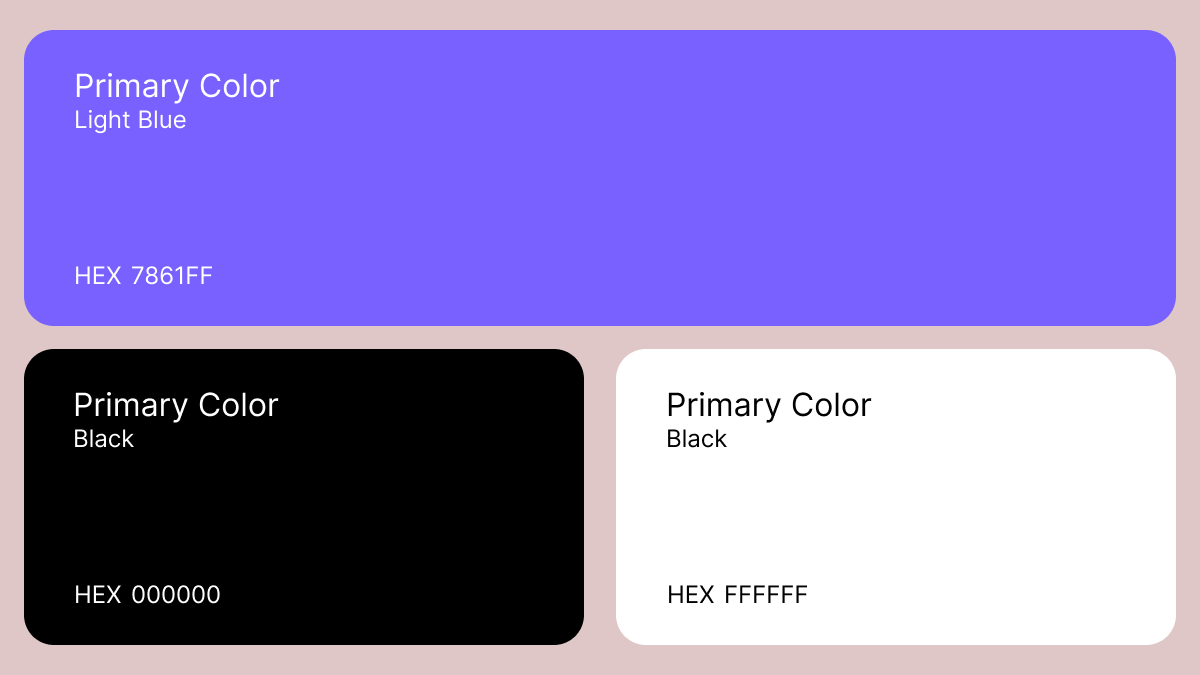 Primary Color
Light Blue
HEX 7861FF
Primary Color
Black
HEX 000000
Primary Color
Black
HEX FFFFFF